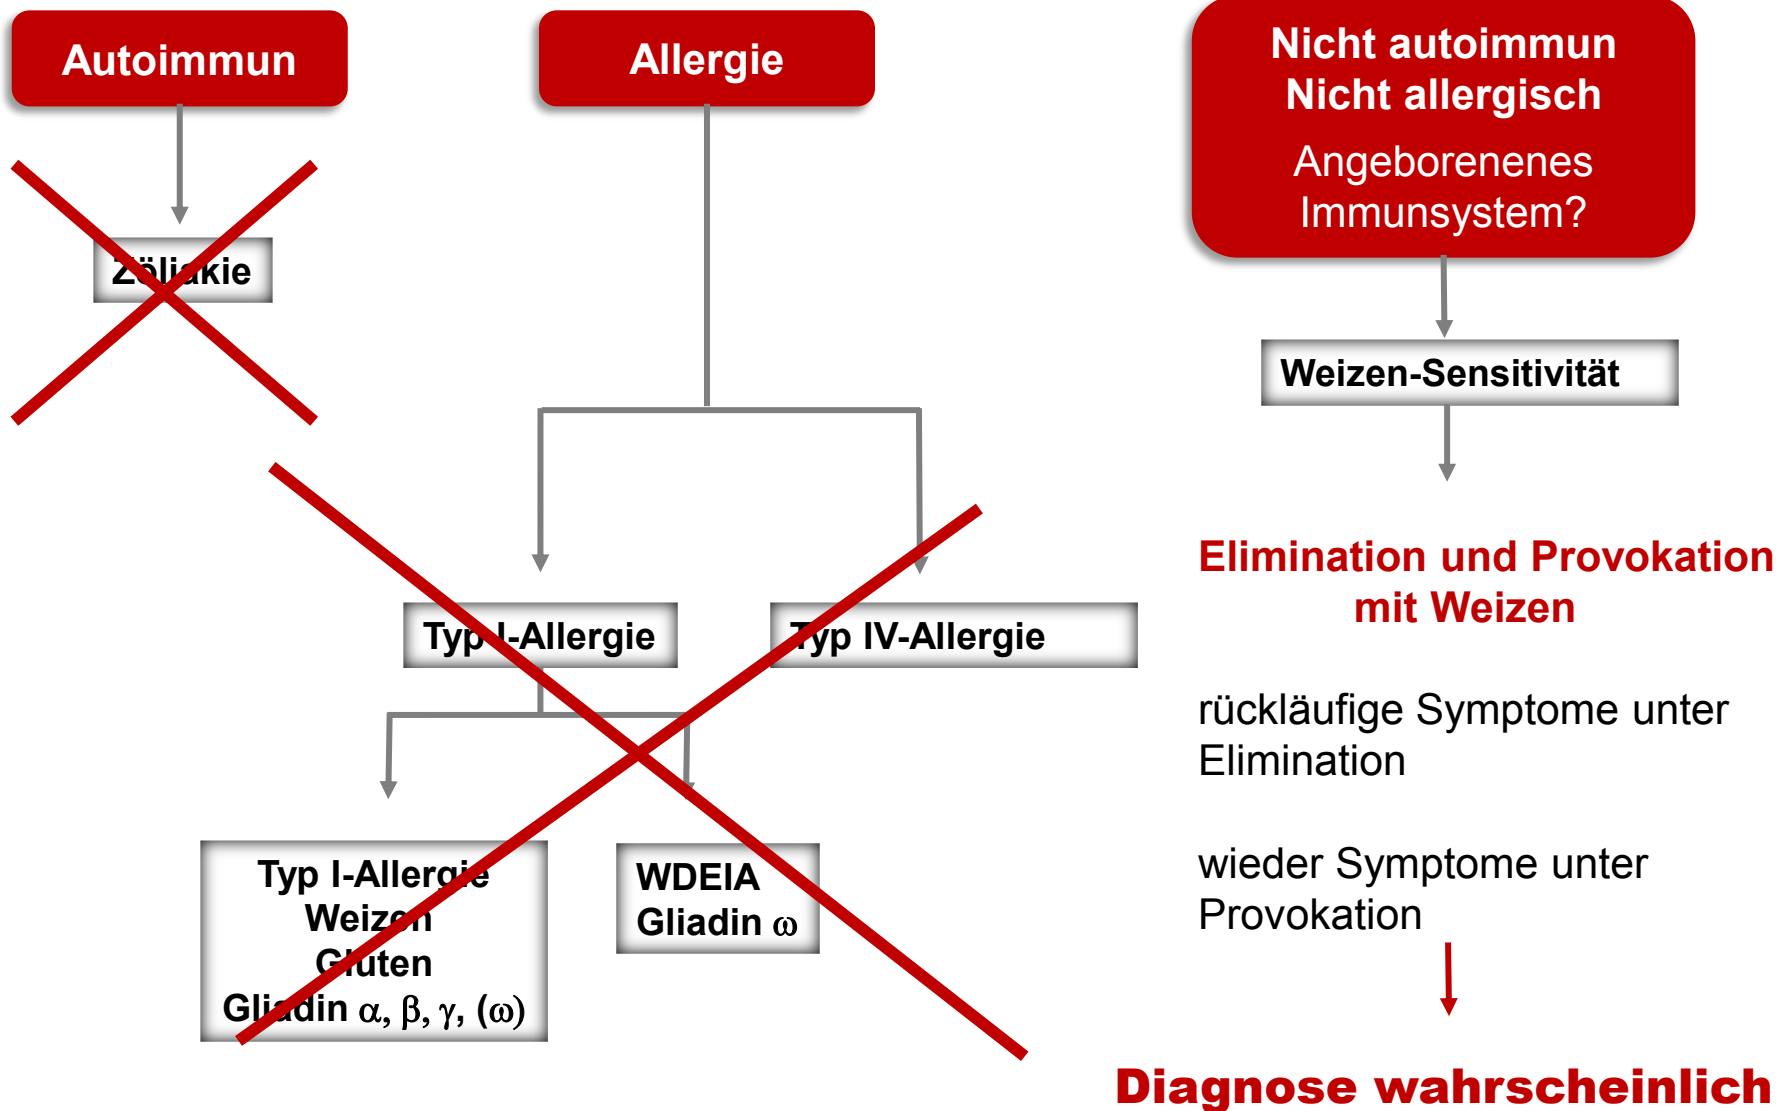 Autoimmun
Zöliakie
Allergie
Typ I-Allergie
Typ IV-Allergie
Typ I-Allergie
Weizen
Gluten
Gliadin α, β, γ, (ω)
WDEIA
Gliadin ω
Nicht autoimmun
Nicht allergisch
Angeborenenes
Immunsystem?
Weizen-Sensitivität
Elimination und Provokation
mit Weizen
rückläufige Symptome unter
Elimination
wieder Symptome unter
Provokation
Diagnose wahrscheinlich